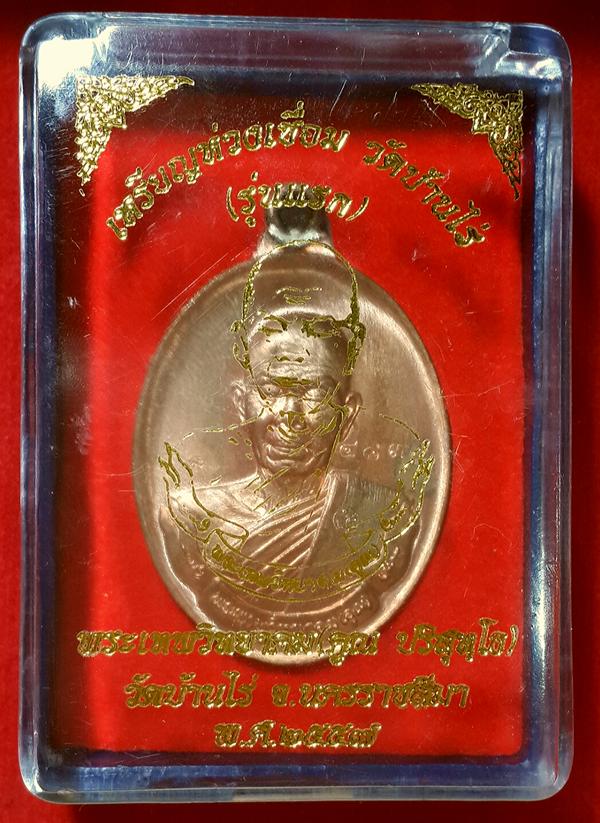 เหรียญห่วงเชื่อม วัดบ้านไร่
(รุ่นแรก)
พระเทพวิทยาคม(คูณ ปริสุทฺโธ)
วัดบ้านไร่ จ.นครราชสีมา
พ.ศ.๒๕๕๗